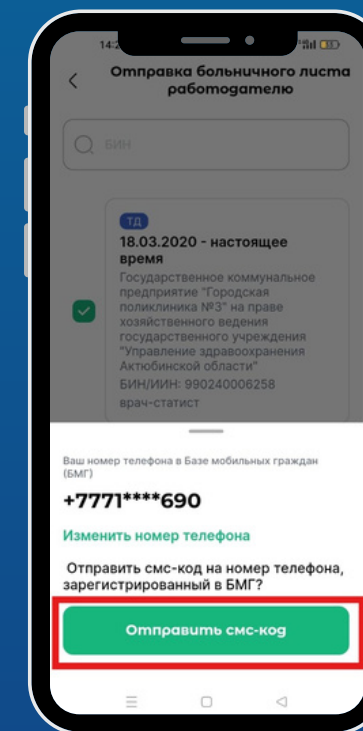 14:2
Отправка больничного листа
работодателю
БИН
ТД
18.03.2020 - настоящее
время
Государственное коммунальное
предприятие "Городская
поликлиника №3" на праве
хозяйственного ведения
государственного учреждения
"Управление здравоохранения
Актюбинской области"
БИН/ИИН: 990240006258
врач-статист
Ваш номер телефона в Базе мобильных граждан
(БМГ)
+7771****690
Изменить номер телефона
Отправить смс-код на номер телефона,
зарегистрированный в БМГ?
Отправить смс-код